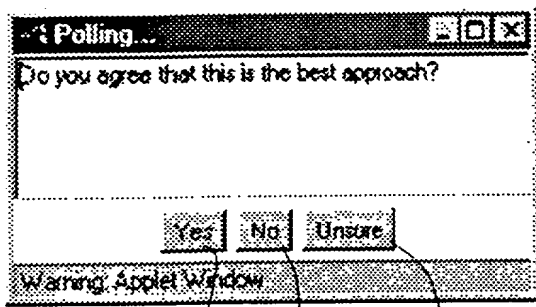 Polling...
Do you agree that this is the best approach?
Yes No Unsure
Warning: Applet Window